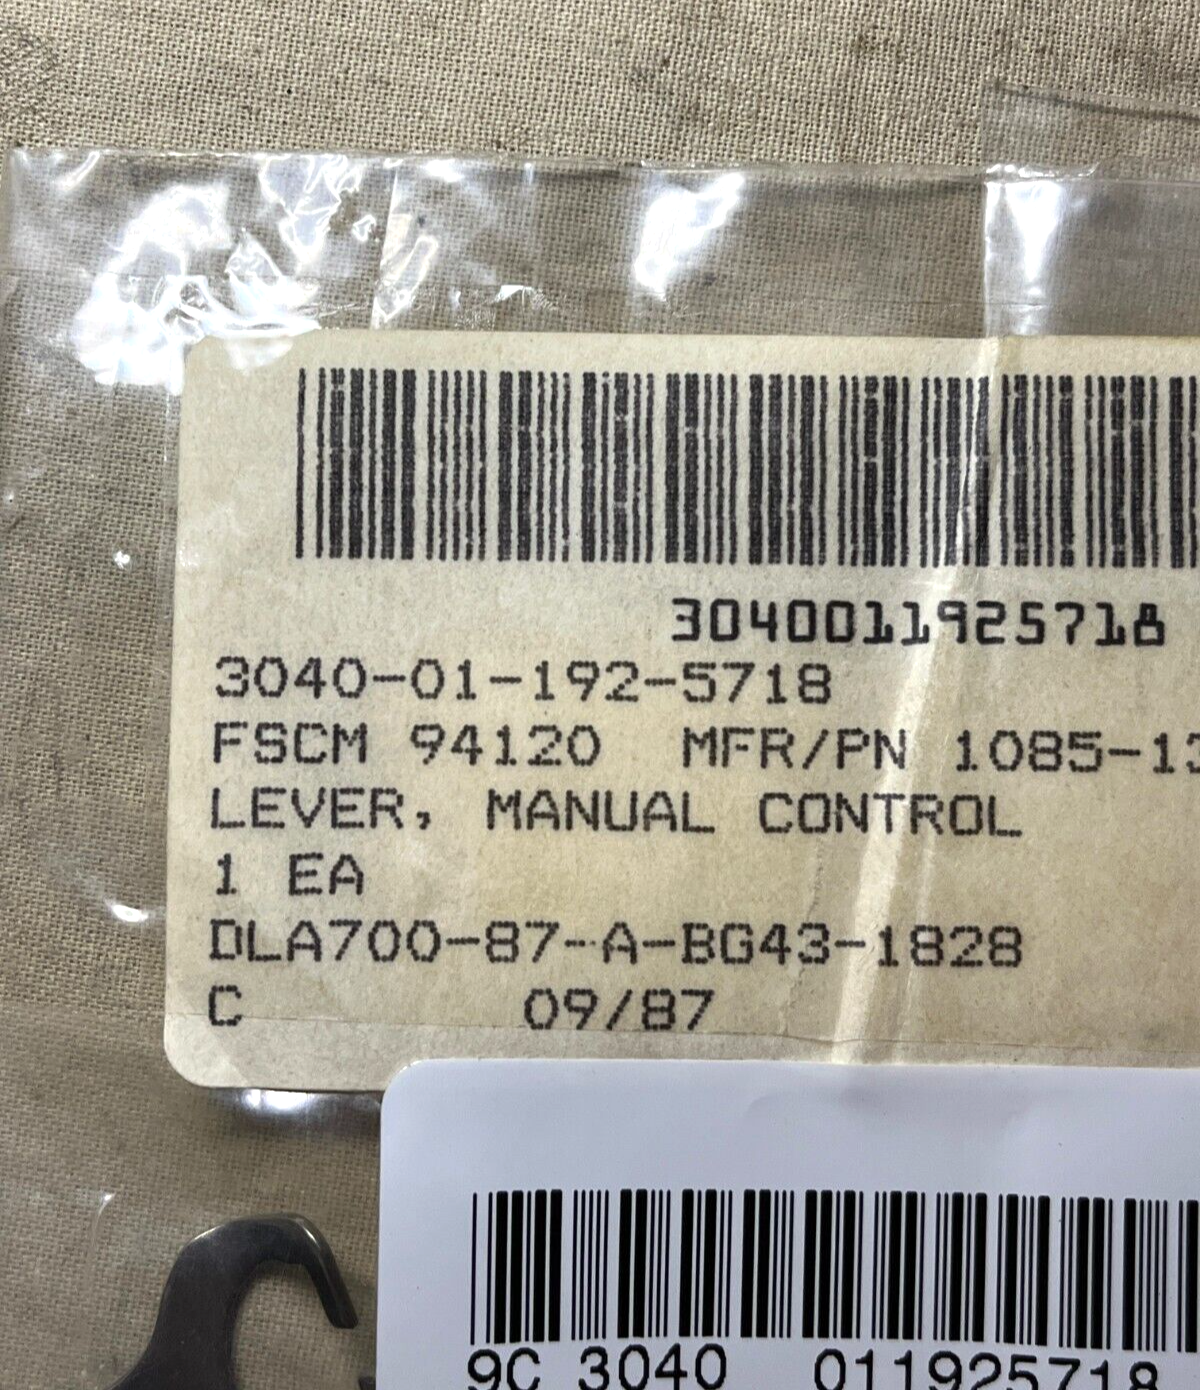 3040011925718
3040-01-192-5718
FSCM 94120 MFR/PN 1085-13
LEVER, MANUAL CONTROL
1 EA
DLA700-87-A-BG43-1828
C 09/87
9C 3040 011925718